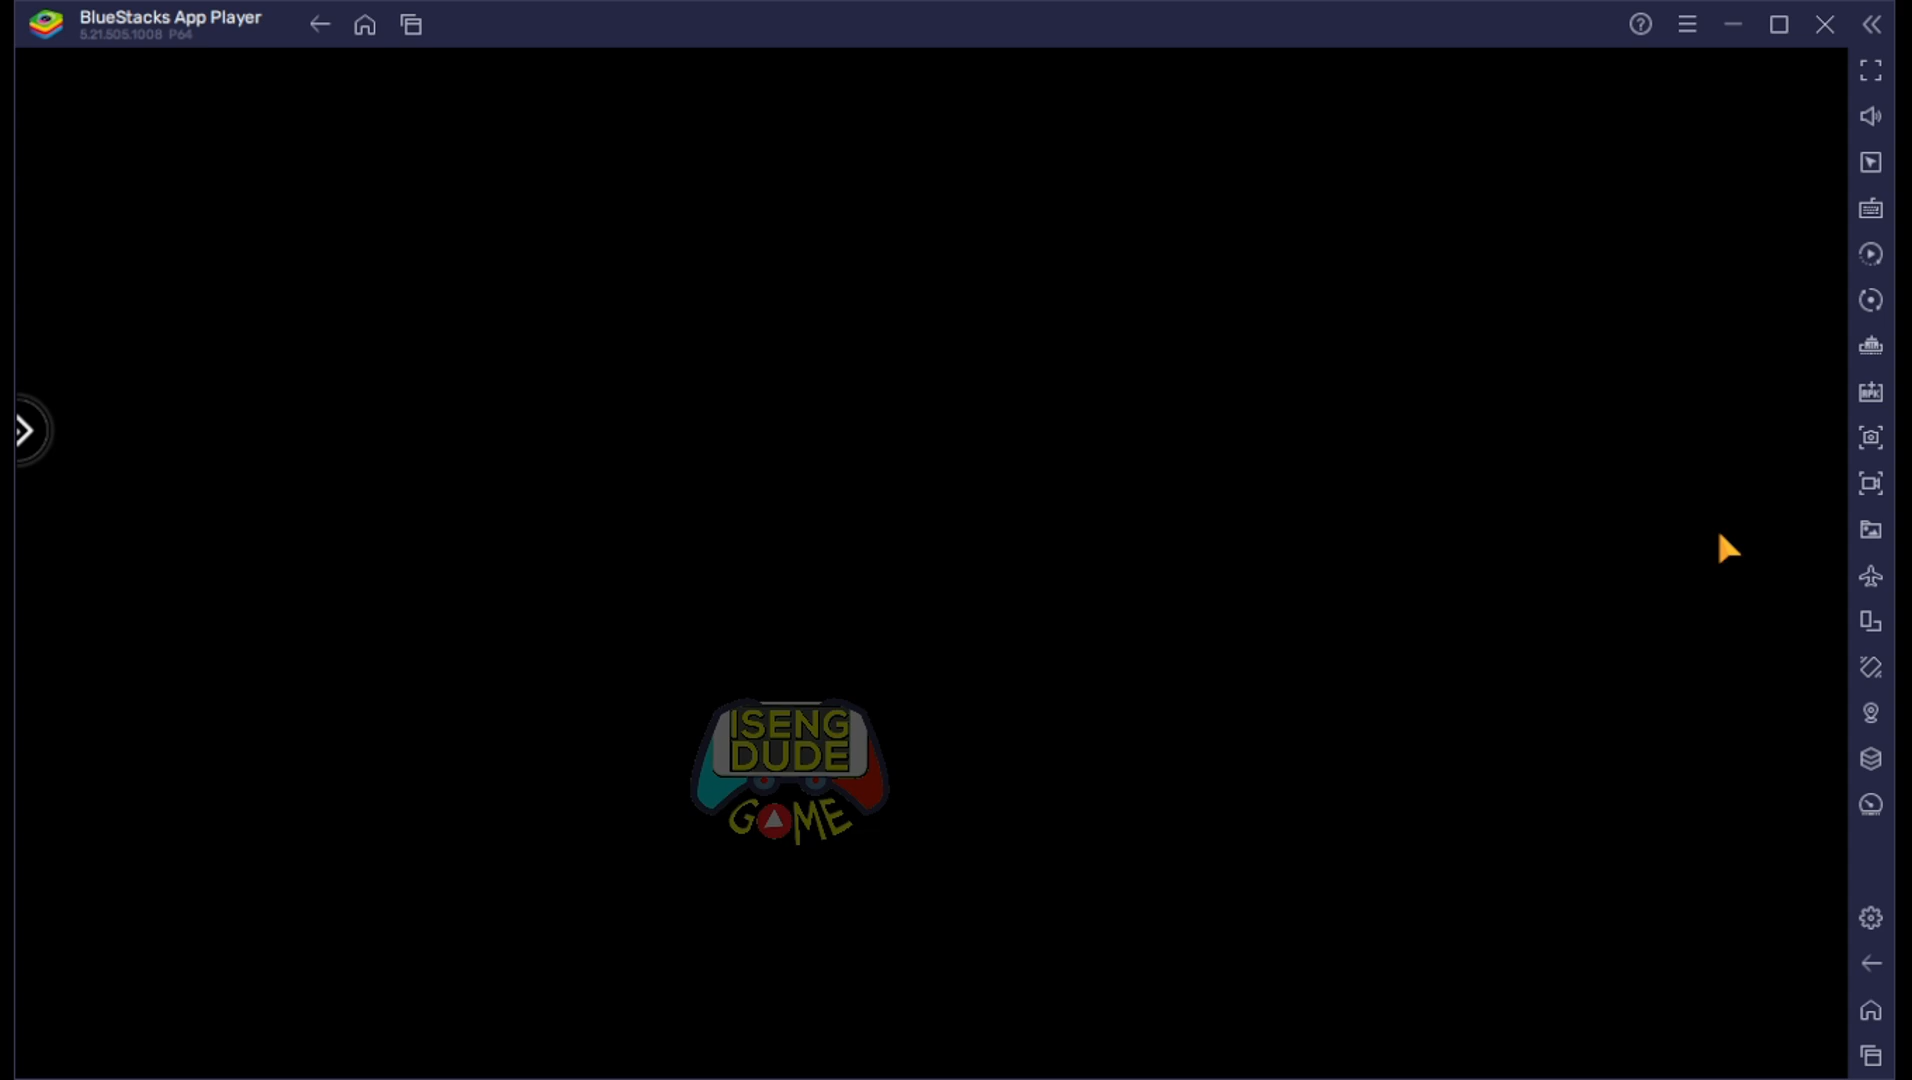 BlueStacks App Player
5.21.505.1008 P64
ISENG
DUDE
GAME